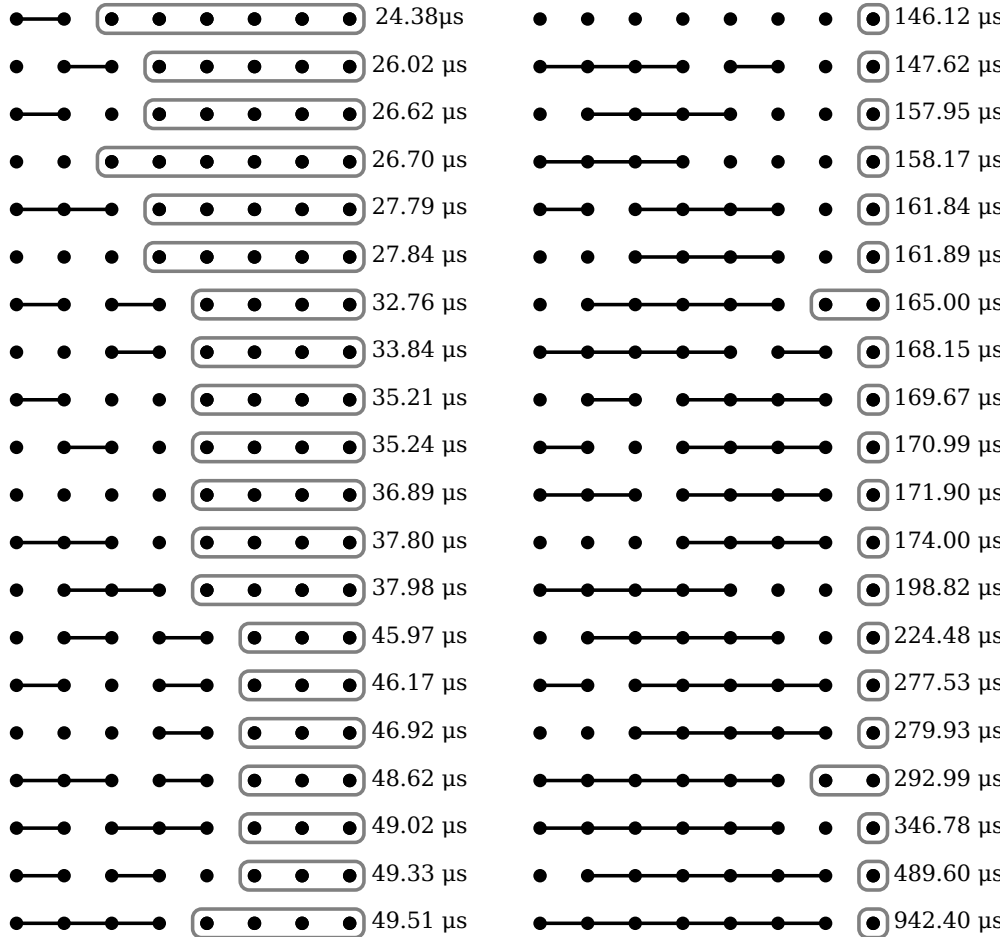 24.38μs
26.02 μs
26.62 μs
26.70 μs
27.79 μs
27.84 μs
32.76 μs
33.84 μs
35.21 μs
35.24 μs
36.89 μs
37.80 μs
37.98 μs
45.97 μs
46.17 μs
46.92 μs
48.62 μs
49.02 μs
49.33 μs
49.51 μs
146.12 μs
147.62 μs
157.95 μs
158.17 μs
161.84 μs
161.89 μs
165.00 μs
168.15 μs
169.67 μs
170.99 μs
171.90 μs
174.00 μs
198.82 μs
224.48 μs
277.53 μs
279.93 μs
292.99 μs
346.78 μs
489.60 μs
942.40 μs